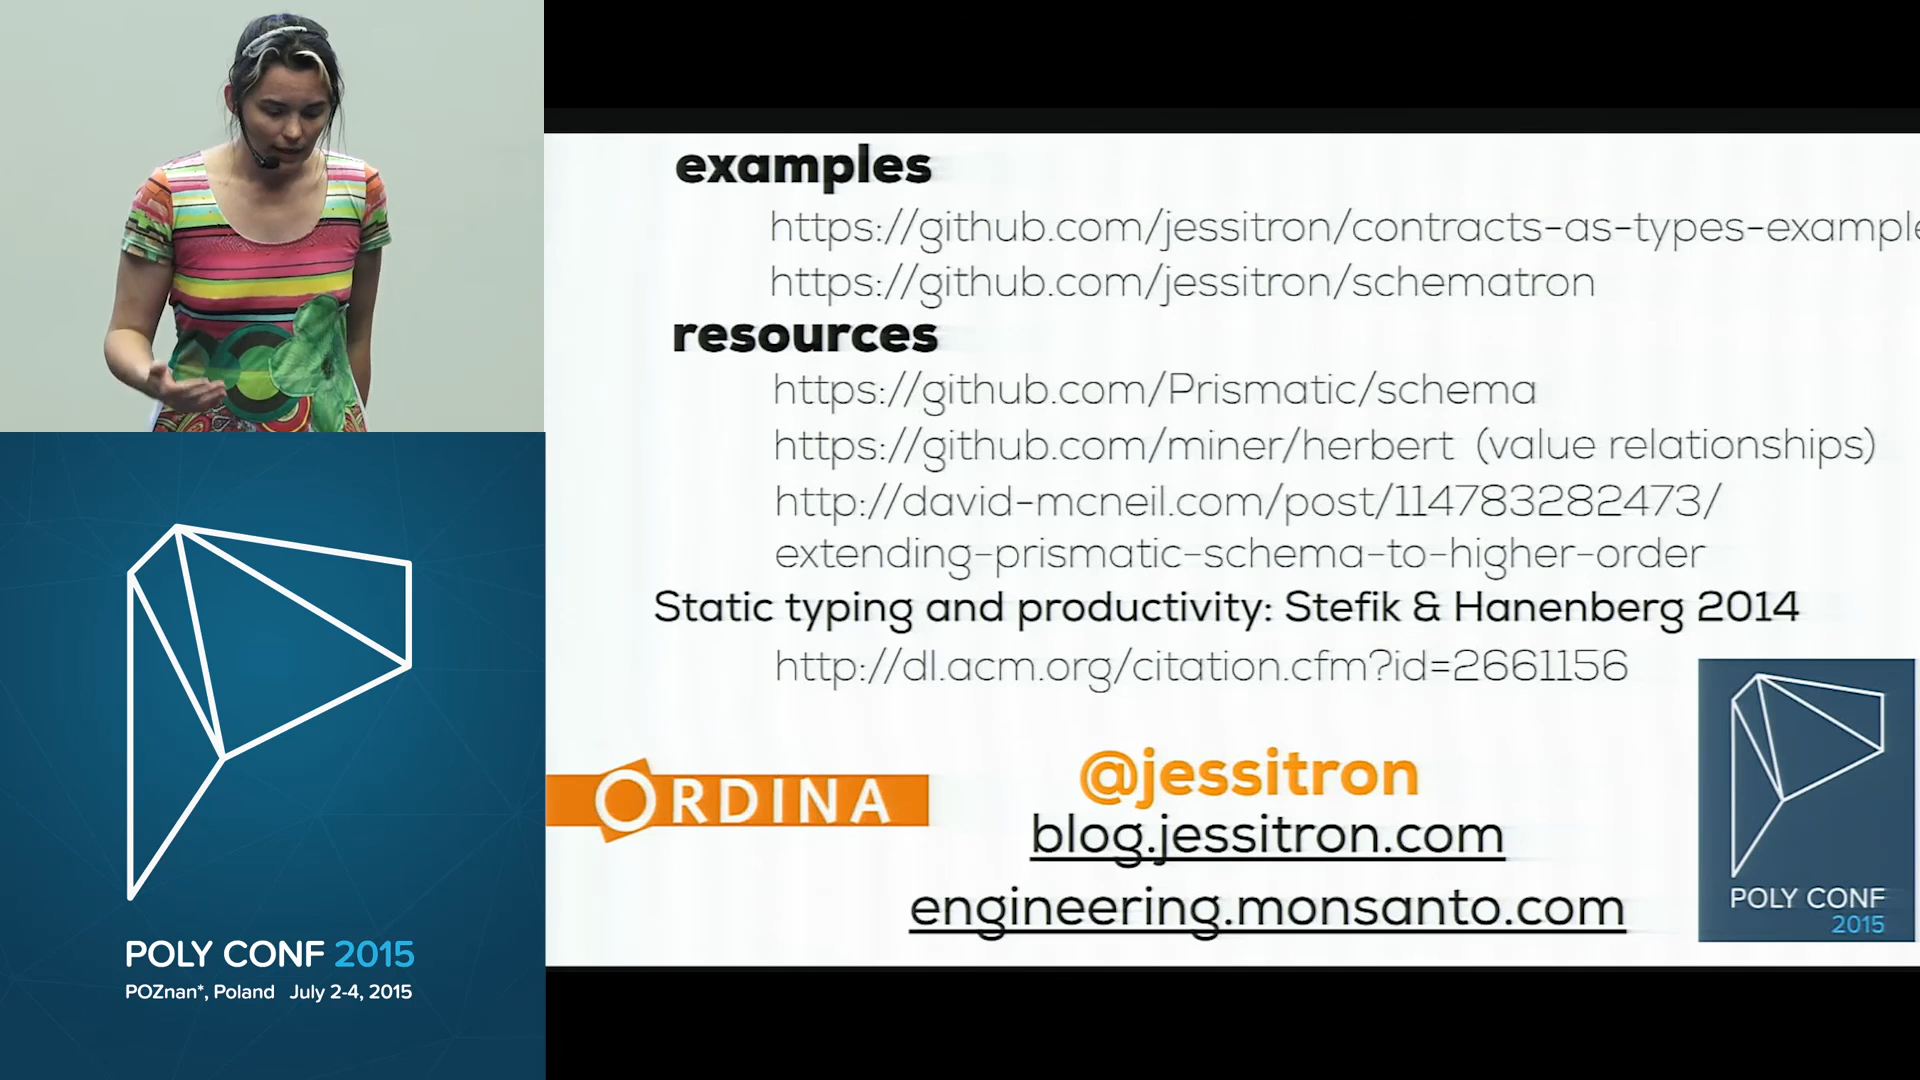 examples
https://github.com/jessitron/contracts-as-types-example
https://github.com/jessitron/schematron
resources
https://github.com/Prismatic/schema
https://github.com/miner/herbert (value relationships)
http://david-mcneil.com/post/114783282473/
extending-prismatic-schema-to-higher-order
Static typing and productivity: Stefik & Hanenberg 2014
http://dl.acm.org/citation.cfm?id=2661156
ORDINA
@jessitron
blog.jessitron.com
engineering.monsanto.com
POLY CONF
2015
POLY CONF 2015
POZnan*, Poland July 2-4, 2015